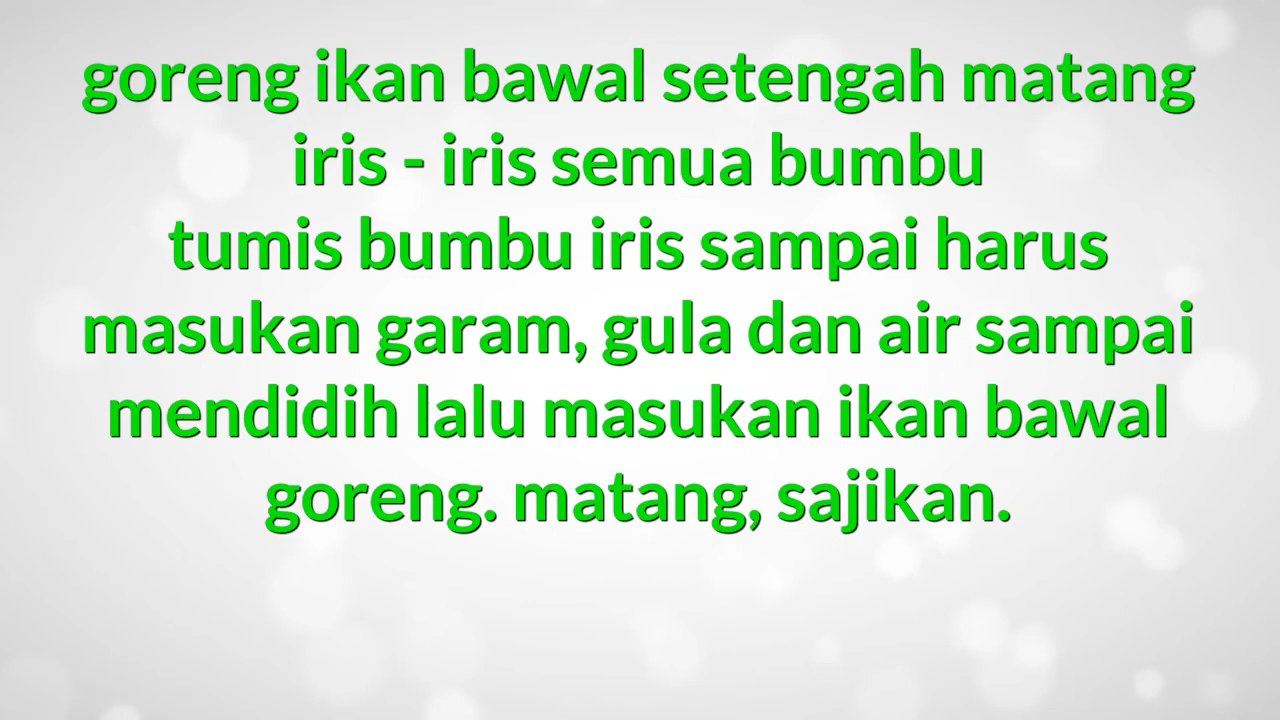 goreng ikan bawal setengah matang
iris - iris semua bumbu
tumis bumbu iris sampai harus
masukan garam, gula dan air sampai
mendidih lalu masukan ikan bawal
goreng. matang, sajikan.